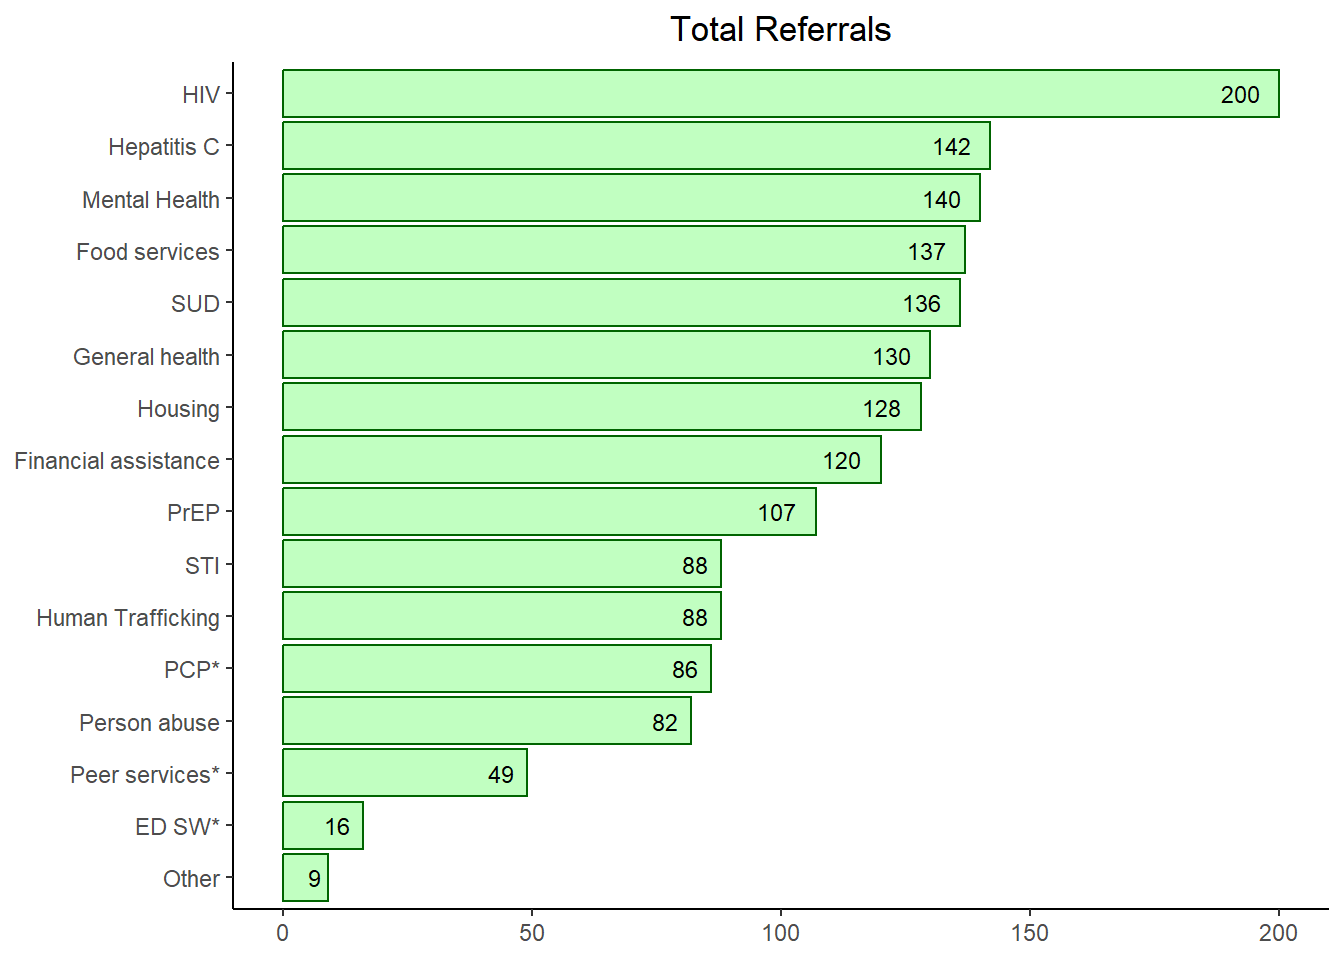 Total Referrals
HIV 200
Hepatitis C 142
Mental Health 140
Food services 137
SUD 136
General health 130
Housing 128
Financial assistance 120
PrEP 107
STI 88
Human Trafficking 88
PCP* 86
Person abuse 82
Peer services* 49
ED SW* 16
Other 9
0 50 100 150 200